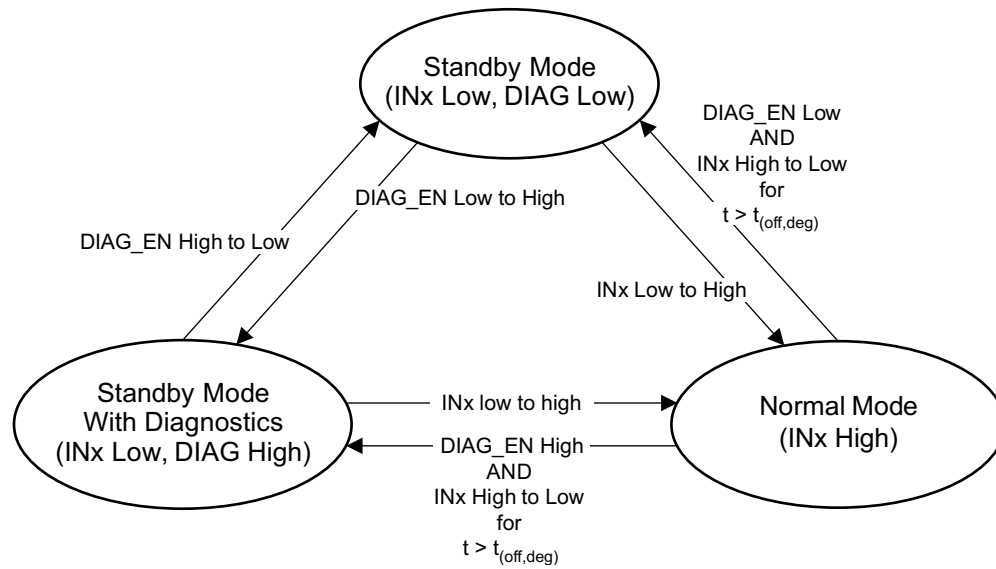 Standby Mode
(INx Low, DIAG Low)
DIAG_EN Low
AND
INx High to Low
for
t > t(off,deg)
DIAG_EN Low to High
DIAG_EN High to Low
INx Low to High
Standby Mode
With Diagnostics
(INx Low, DIAG High)
INx low to high
DIAG_EN High
AND
INx High to Low
for
t > t(off,deg)
Normal Mode
(INx High)